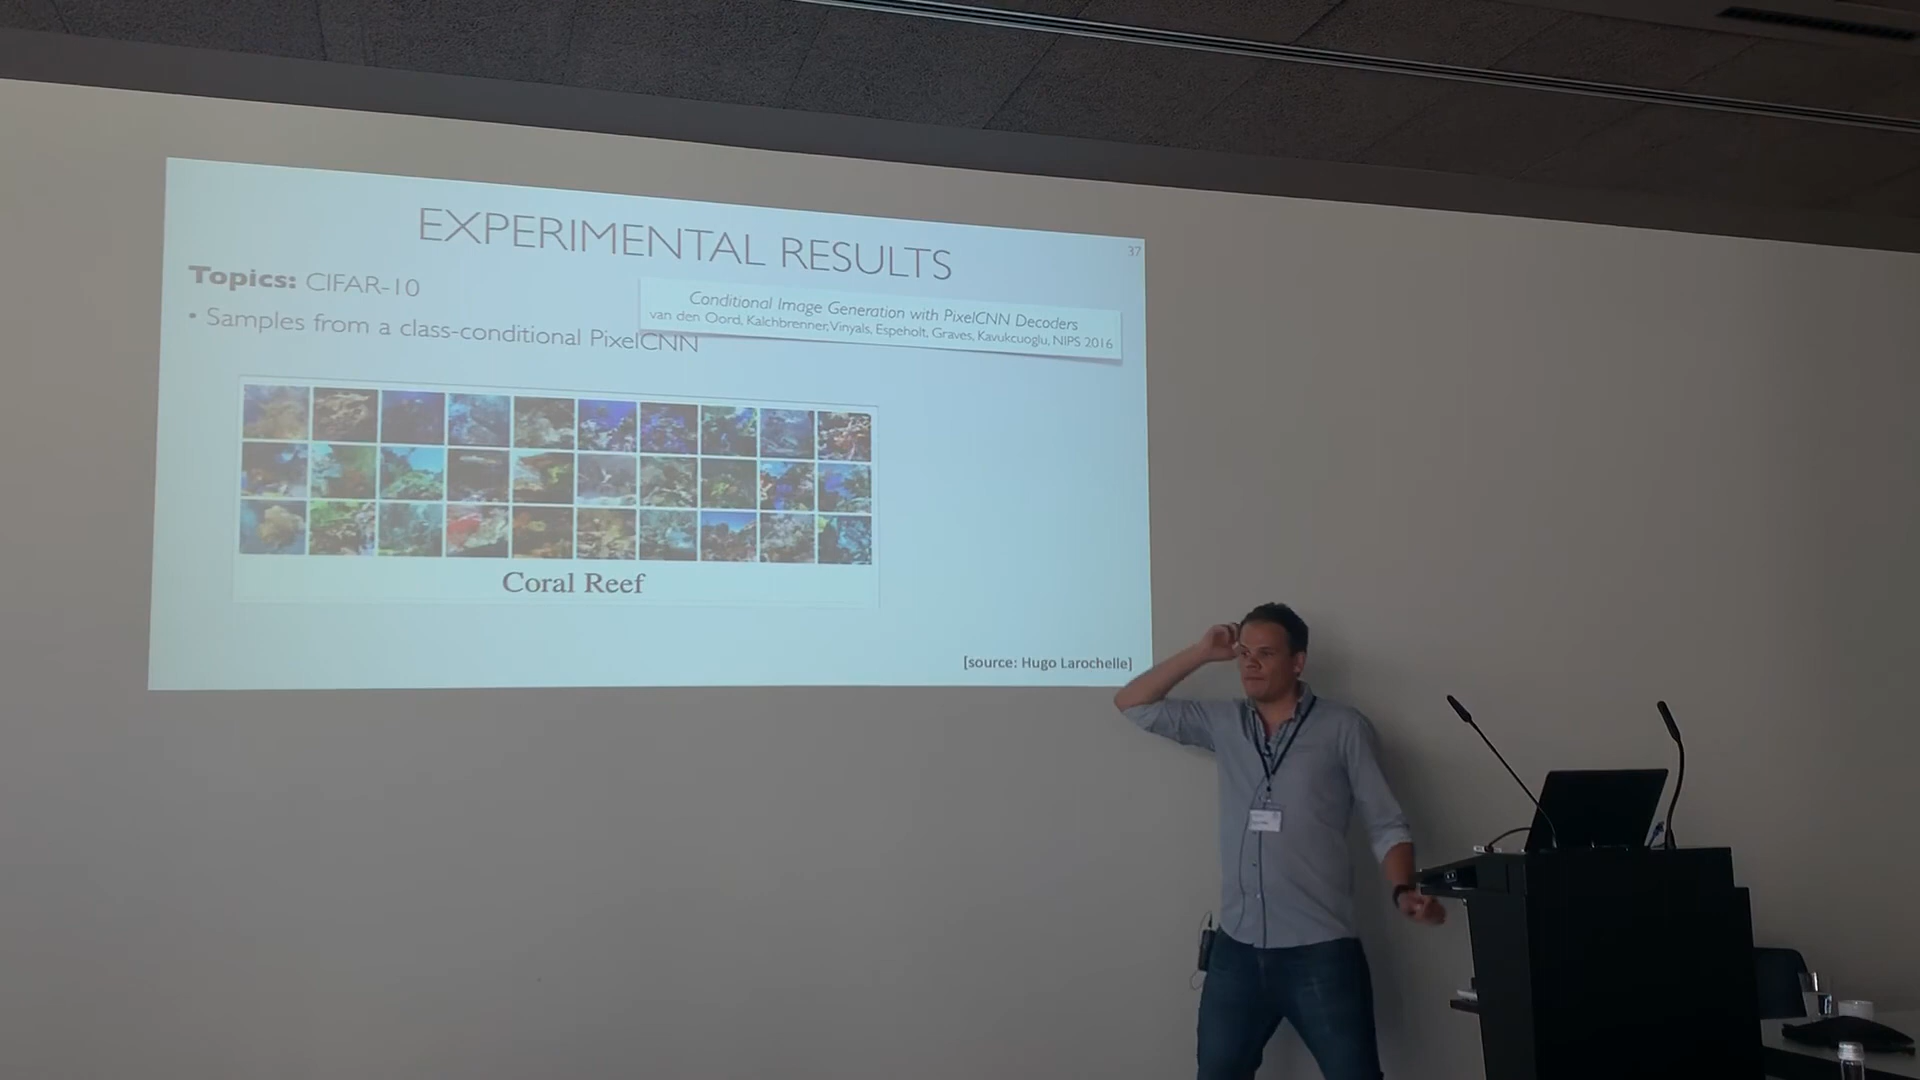 EXPERIMENTAL RESULTS
37
Topics: CIFAR-10
Conditional Image Generation with PixelCNN Decoders
van den Oord, Kalchbrenner, Vinyals, Espeholt, Graves, Kavukcuoglu, NIPS 2016
• Samples from a class-conditional PixelCNN
Coral Reef
[source: Hugo Larochelle]